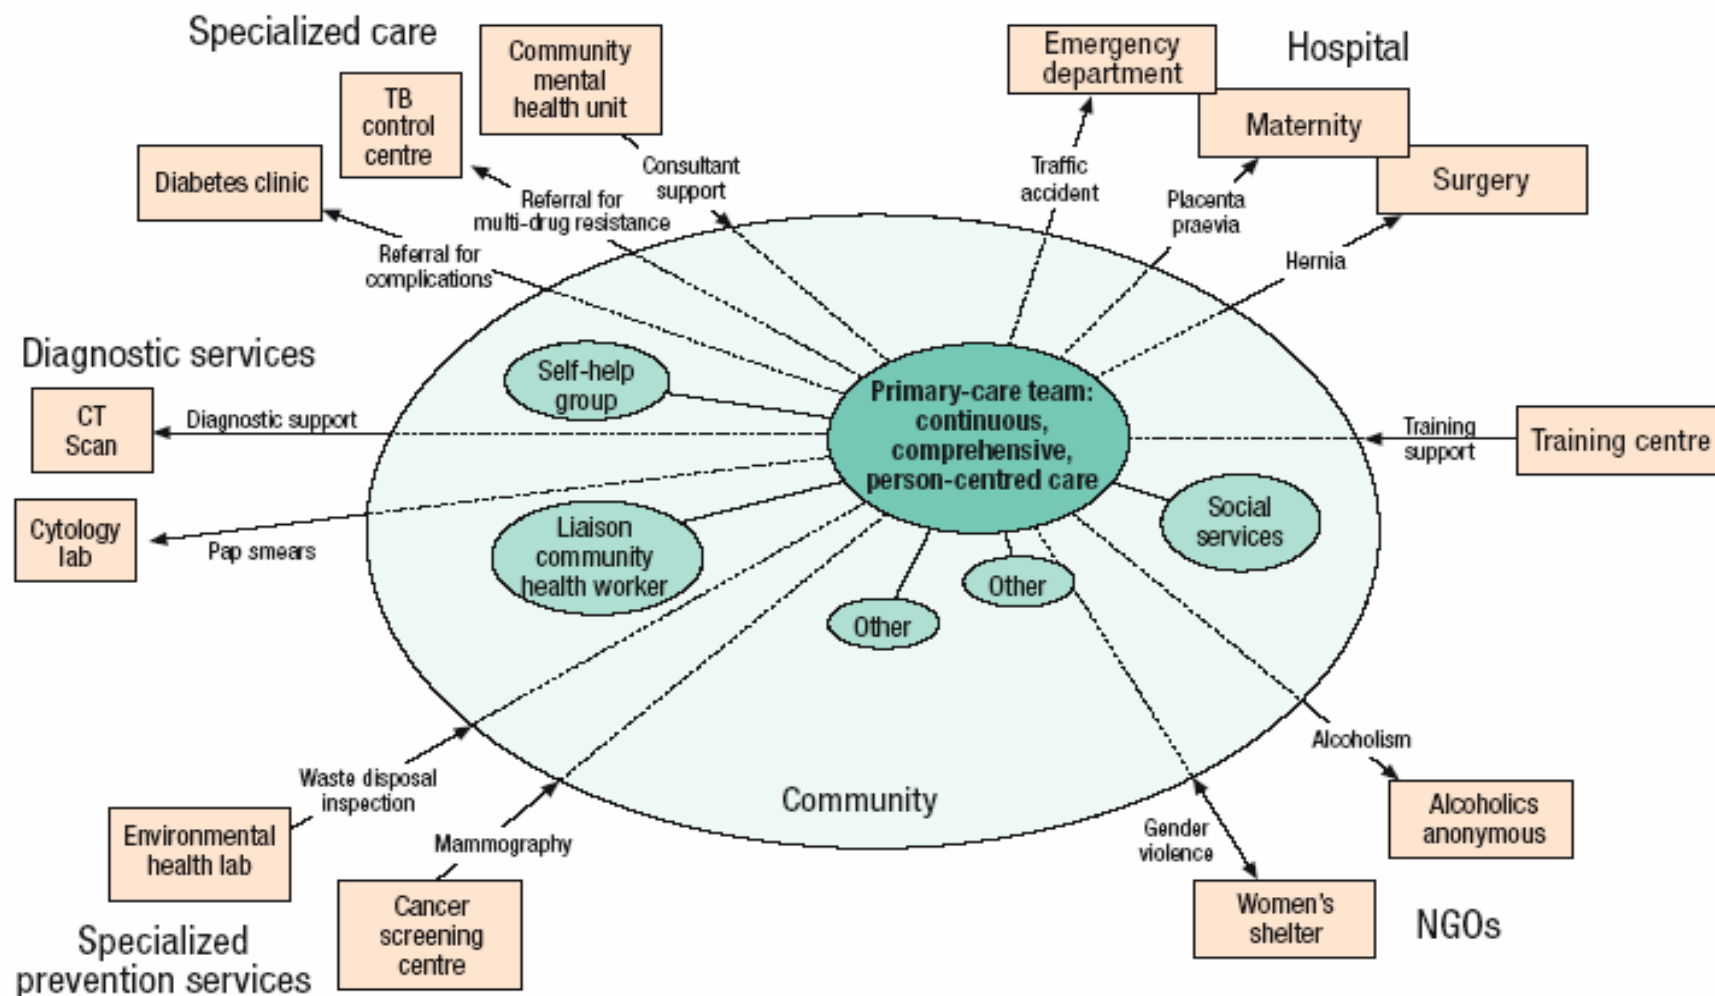 Specialized care
Community
mental
health unit
TB
control
centre
Diabetes clinic
Consultant
support
Referral for
multi-drug resistance
Referral for
complications
Emergency
department
Hospital
Maternity
Surgery
Traffic
accident
Placenta
praevia
Hernia
Diagnostic services
CT
Scan
Diagnostic support
Cytology
lab
Pap smears
Self-help
group
Primary-care team:
continuous,
comprehensive,
person-centred care
Training
support
Training centre
Liaison
community
health worker
Social
services
Other
Other
Community
Waste disposal
inspection
Environmental
health lab
Mammography
Cancer
screening
centre
Specialized
prevention services
Alcoholism
Alcoholics
anonymous
Gender
violence
Women's
shelter
NGOs